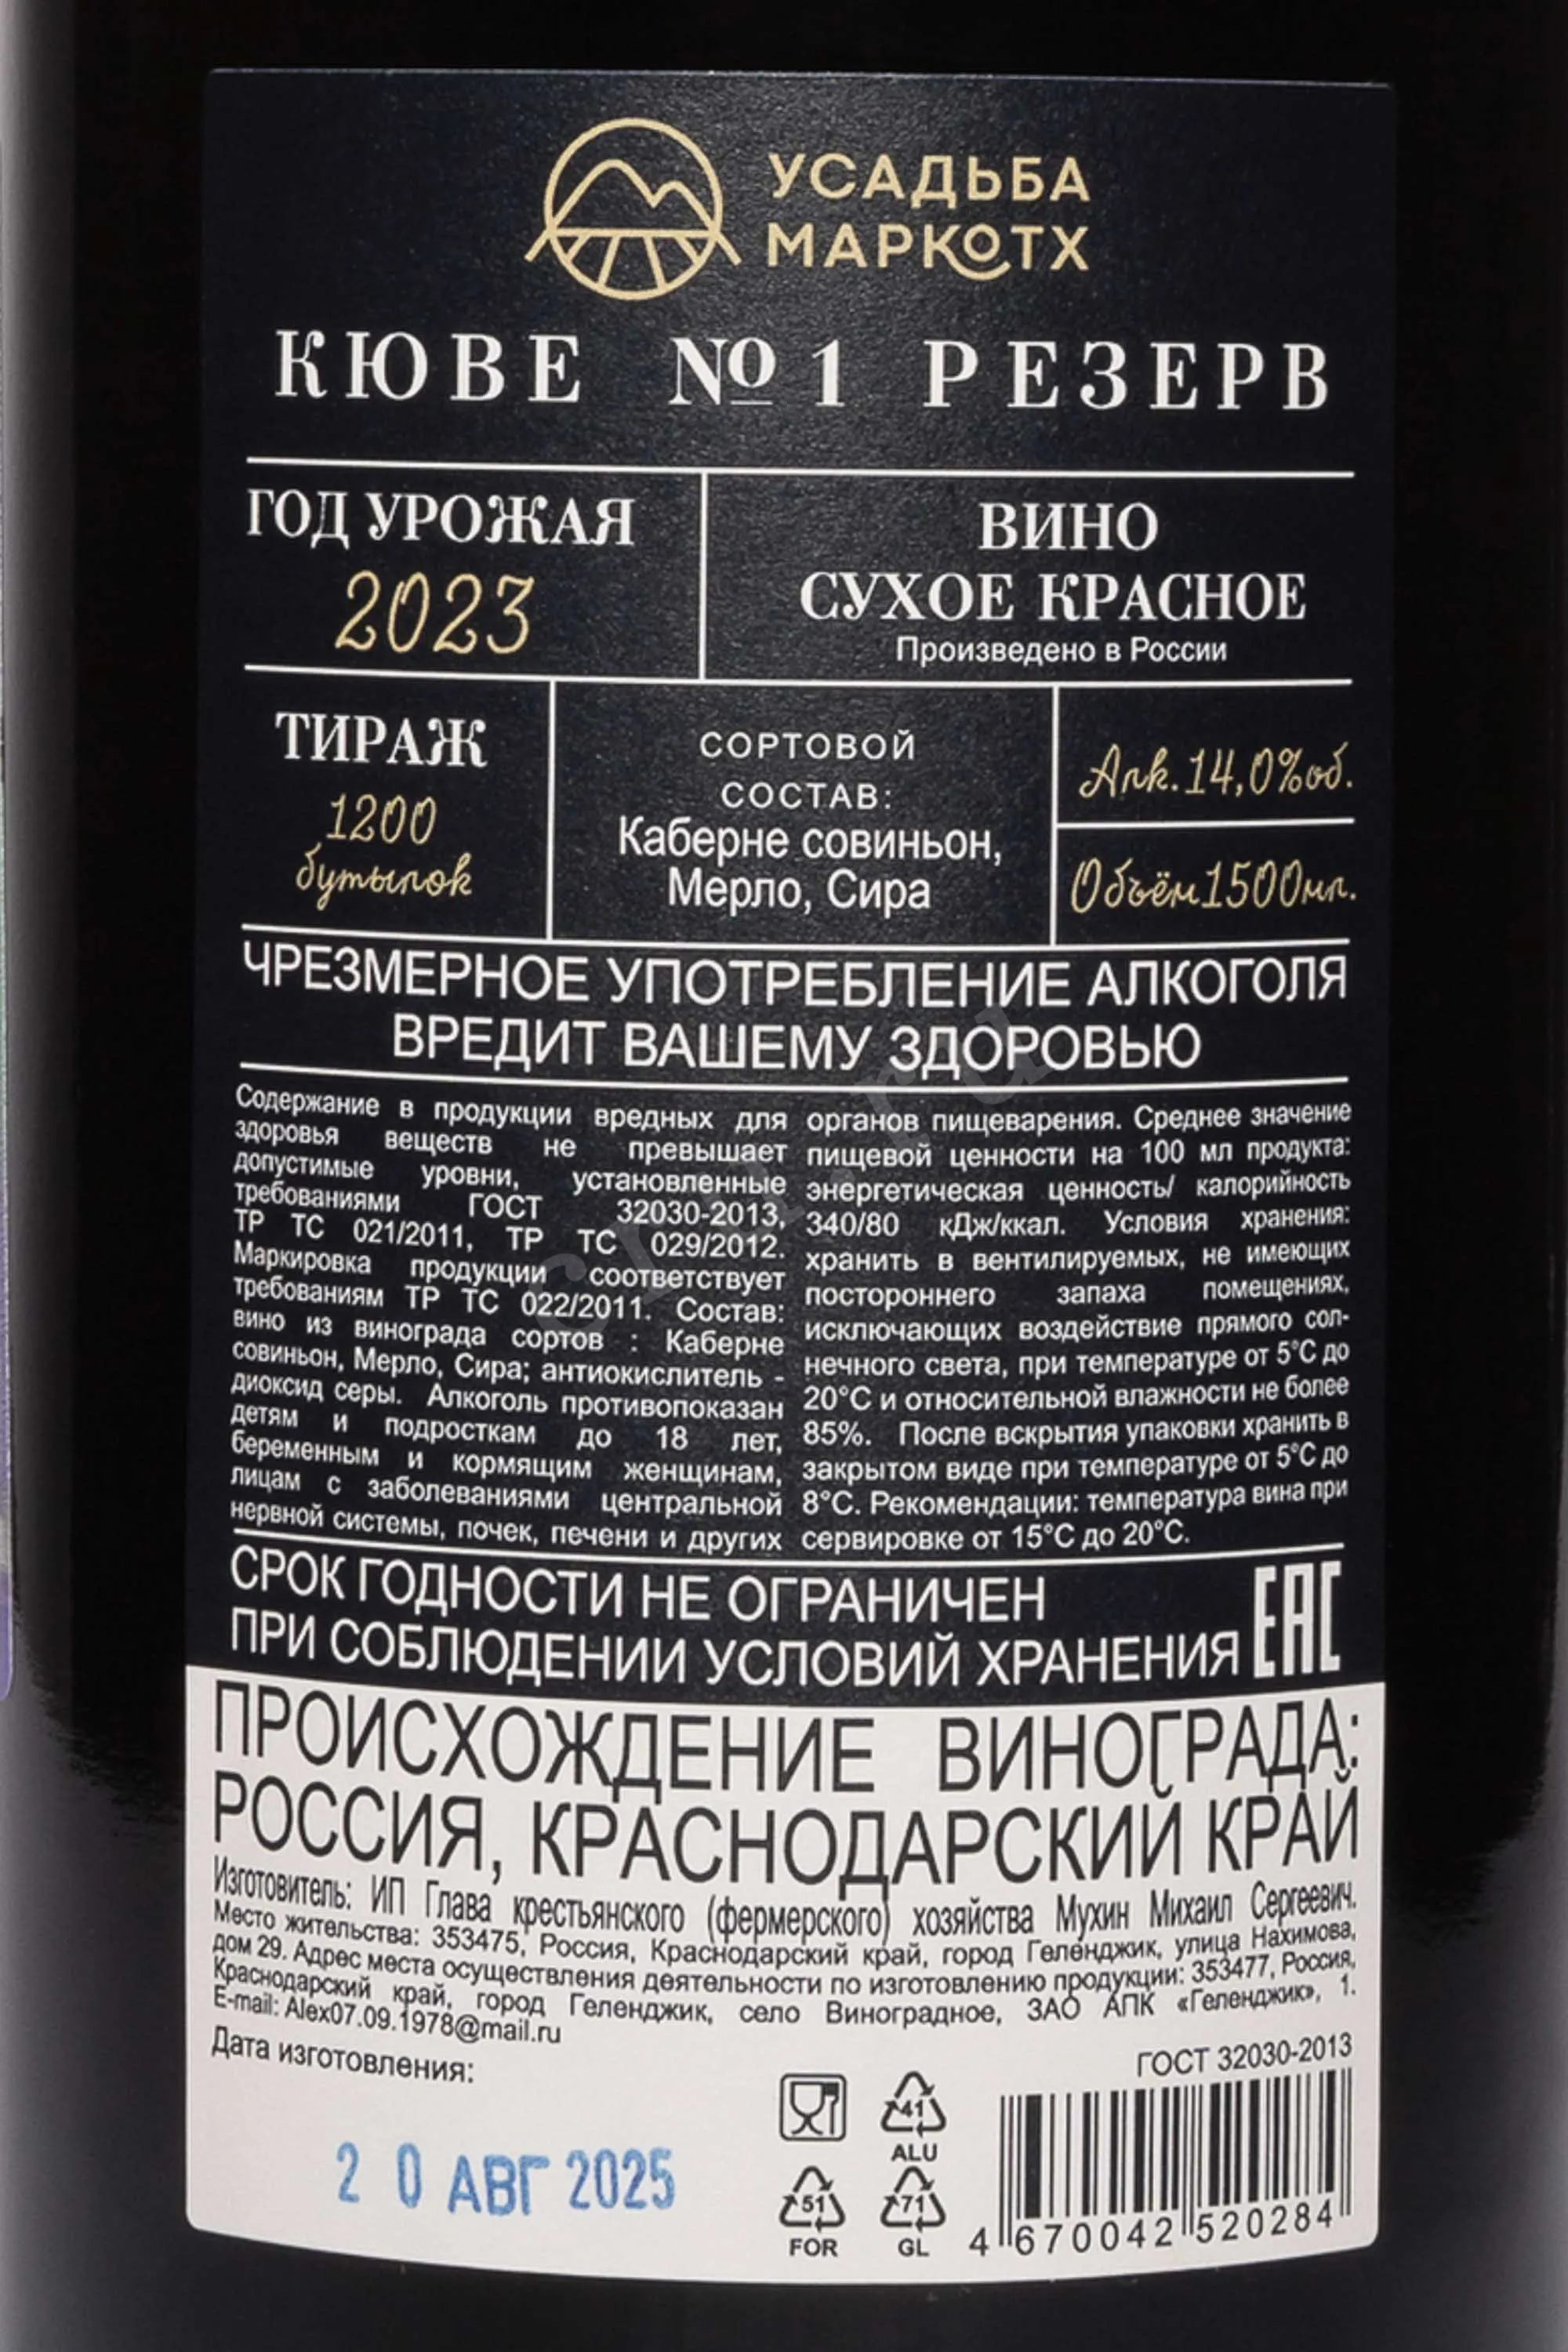 УСАДЬБА
МАРКОТХ
КЮВЕ №1 РЕЗЕРВ
ГОД УРОЖАЯ
2023
ВИНО
СУХОЕ КРАСНОЕ
Произведено в России
ТИРАЖ
1200
бутылок
СОРТОВОЙ
СОСТАВ:
Каберне совиньон,
Мерло, Сира
Алк.14,0%об.
Объём1500мл.
ЧРЕЗМЕРНОЕ УПОТРЕБЛЕНИЕ АЛКОГОЛЯ
ВРЕДИТ ВАШЕМУ ЗДОРОВЬЮ
Содержание в продукции вредных для
здоровья веществ не превышает
допустимые уровни, установленные
требованиями ГОСТ 32030-2013,
ТР ТС 021/2011, ТР ТС 029/2012.
Маркировка продукции соответствует
требованиям ТР ТС 022/2011. Состав:
вино из винограда сортов : Каберне
совиньон, Мерло, Сира; антиокислитель -
диоксид серы. Алкоголь противопоказан
детям и подросткам до 18 лет,
беременным и кормящим женщинам,
лицам с заболеваниями центральной
нервной системы, почек, печени и других
органов пищеварения. Среднее значение
пищевой ценности на 100 мл продукта:
энергетическая ценность/ калорийность
340/80 кДж/ккал. Условия хранения:
хранить в вентилируемых, не имеющих
постороннего запаха помещениях,
исключающих воздействие прямого сол-
нечного света, при температуре от 5°С до
20°С и относительной влажности не более
85%. После вскрытия упаковки хранить в
закрытом виде при температуре от 5°С до
8°С. Рекомендации: температура вина при
сервировке от 15°С до 20°С.
СРОК ГОДНОСТИ НЕ ОГРАНИЧЕН
ПРИ СОБЛЮДЕНИИ УСЛОВИЙ ХРАНЕНИЯ
EAC
ПРОИСХОЖДЕНИЕ ВИНОГРАДА:
РОССИЯ, КРАСНОДАРСКИЙ КРАЙ
Изготовитель: ИП Глава крестьянского (фермерского) хозяйства Мухин Михаил Сергеевич.
Место жительства: 353475, Россия, Краснодарский край, город Геленджик, улица Нахимова,
дом 29. Адрес места осуществления деятельности по изготовлению продукции: 353477, Россия,
Краснодарский край, город Геленджик, село Виноградное, ЗАО АПК «Геленджик», 1.
E-mail: Alex07.09.1978@mail.ru
Дата изготовления:
20 АВГ 2025
ГОСТ 32030-2013
41
ALU
51
FOR
71
GL
4 670042 520284